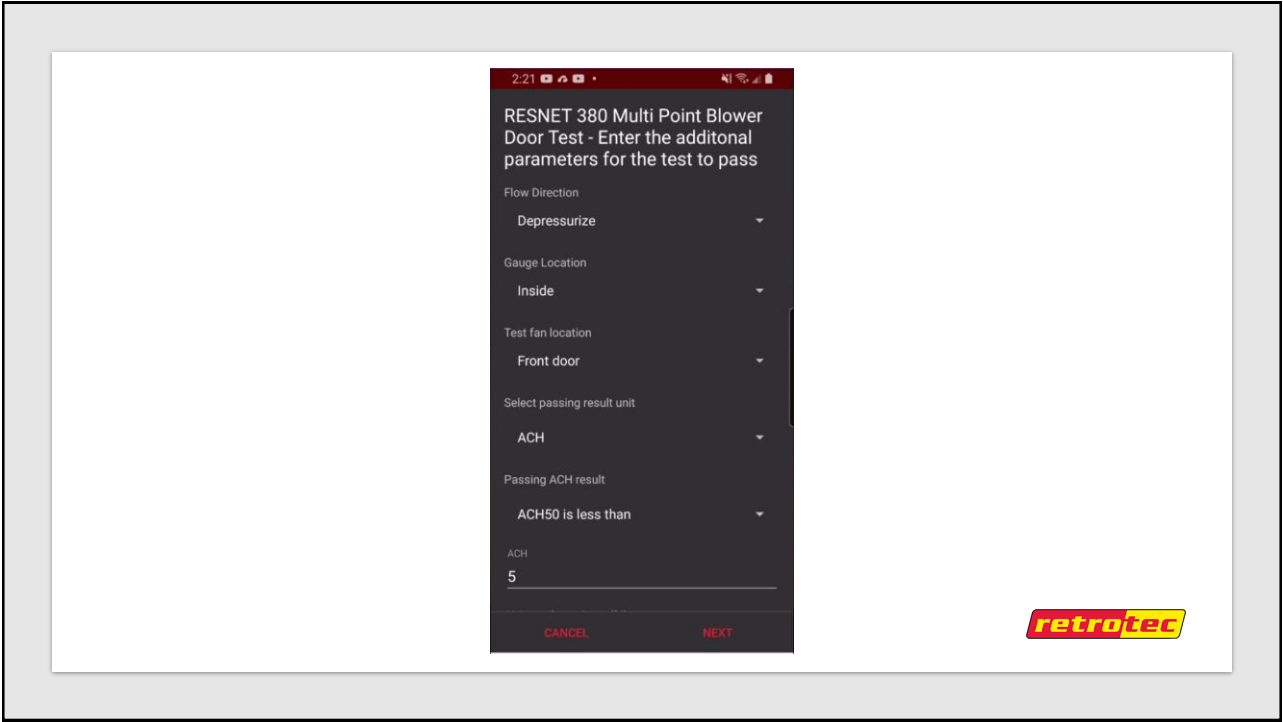 2:21
RESNET 380 Multi Point Blower
Door Test - Enter the additonal
parameters for the test to pass
Flow Direction
Depressurize
Gauge Location
Inside
Test fan location
Front door
Select passing result unit
ACH
Passing ACH result
ACH50 is less than
ACH
5
CANCEL NEXT
retrotec